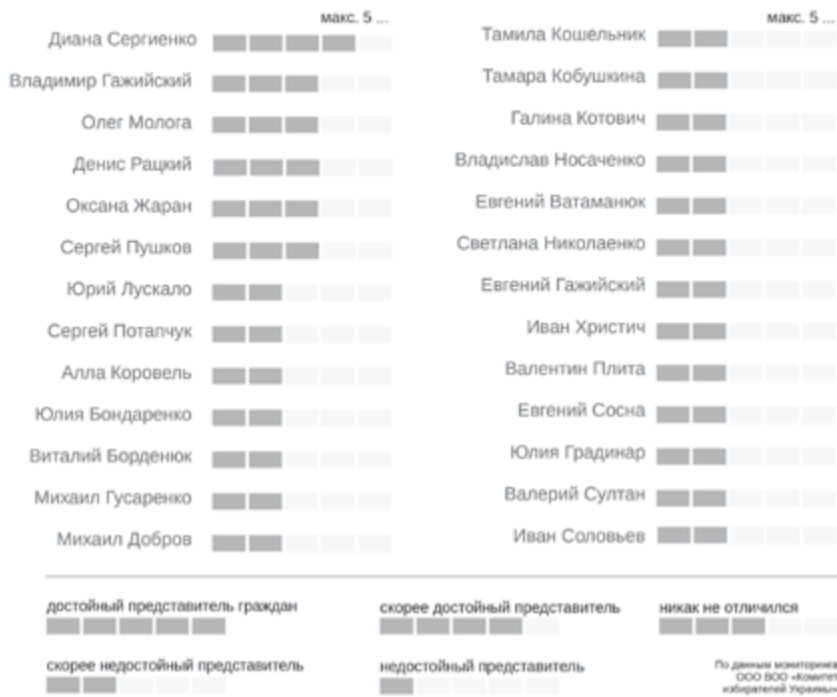 макс. 5 ...
Диана Сергиенко
Владимир Гажийский
Олег Молога
Денис Рацкий
Оксана Жаран
Сергей Пушков
Юрий Лускало
Сергей Потапчук
Алла Коровель
Юлия Бондаренко
Виталий Борденюк
Михаил Гусаренко
Михаил Добров
макс. 5 ...
Тамила Кошельник
Тамара Кобушкина
Галина Котович
Владислав Носаченко
Евгений Ватаманюк
Светлана Николаенко
Евгений Гажийский
Иван Христич
Валентин Плита
Евгений Сосна
Юлия Градинар
Валерий Султан
Иван Соловьев
достойный представитель граждан
скорее достойный представитель
никак не отличился
скорее недостойный представитель
недостойный представитель
По данным мониторинга
ООО ВОО «Комитет
избирателей